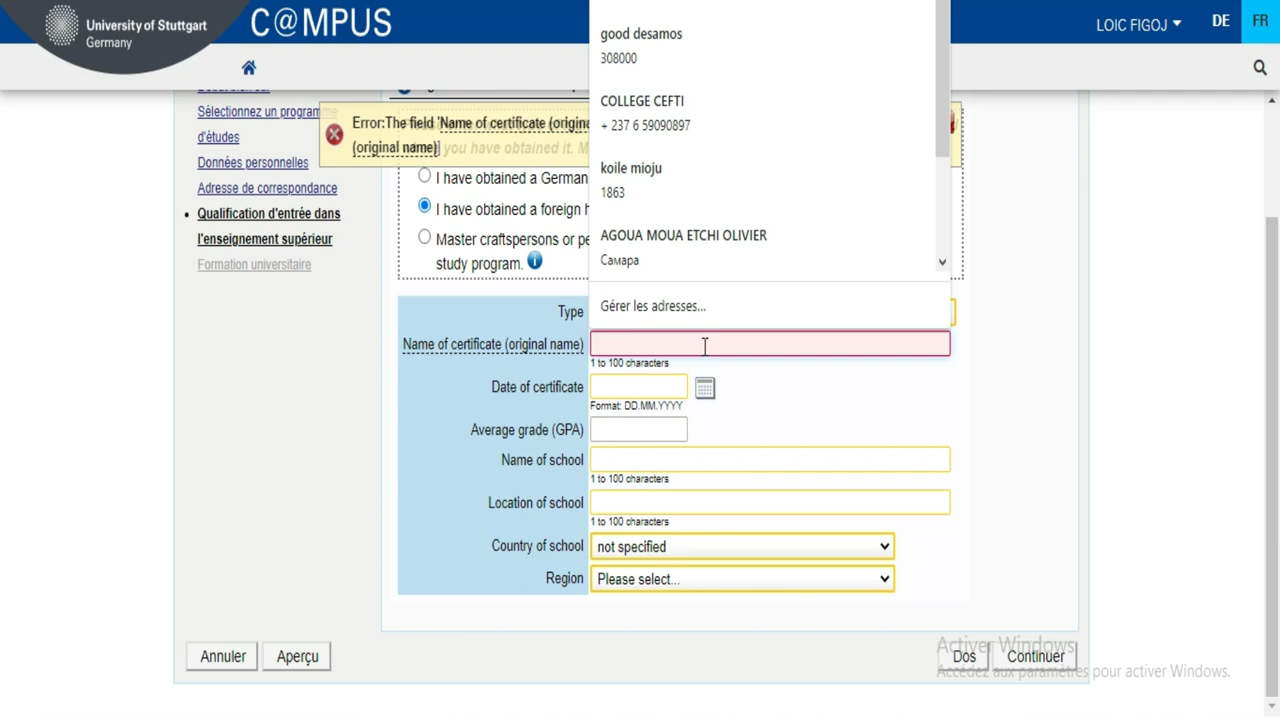 University of Stuttgart
Germany
C@MPUS
LOIC FIGOJ
DE
FR
Sélectionnez un programme
d'études
Données personnelles
Adresse de correspondance
Qualification d'entrée dans
l'enseignement supérieur
Formation universitaire
Error:The field 'Name of certificate (origina
(original name)]
you have obtained it.
I have obtained a German
I have obtained a foreign h
Master craftspersons or pe
study program.
good desamos
308000
COLLEGE CEFTI
+ 237 6 59090897
koile mioju
1863
AGOUA MOUA ETCHI OLIVIER
Самара
Gérer les adresses...
Type
Name of certificate (original name)
1 to 100 characters
Date of certificate
Format: DD.MM.YYYY
Average grade (GPA)
Name of school
1 to 100 characters
Location of school
1 to 100 characters
Country of school
not specified
Region
Please select...
Annuler
Aperçu
Dos
Continuer
Activer Windows
Accédez aux paramètres pour activer Windows.